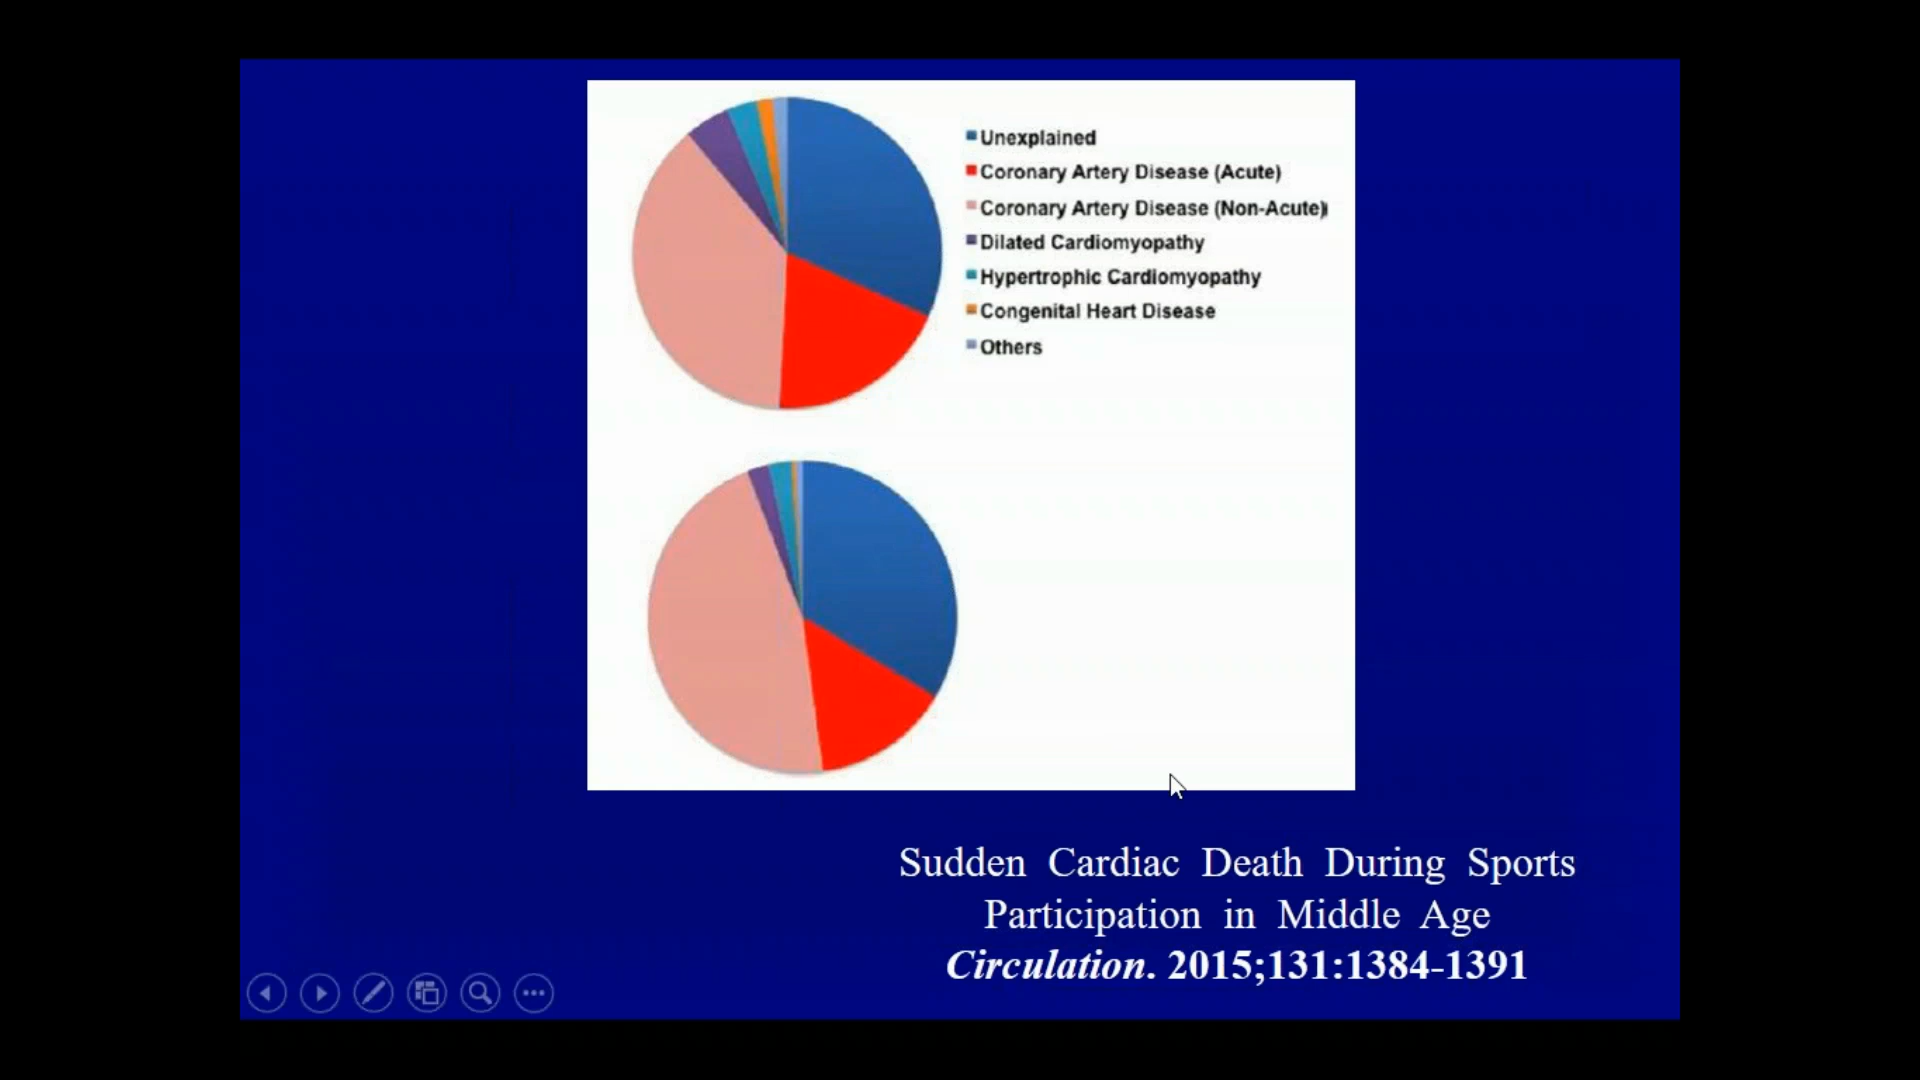 Unexplained
Coronary Artery Disease (Acute)
Coronary Artery Disease (Non-Acute)
Dilated Cardiomyopathy
Hypertrophic Cardiomyopathy
Congenital Heart Disease
Others
Sudden Cardiac Death During Sports
Participation in Middle Age
Circulation. 2015;131:1384-1391